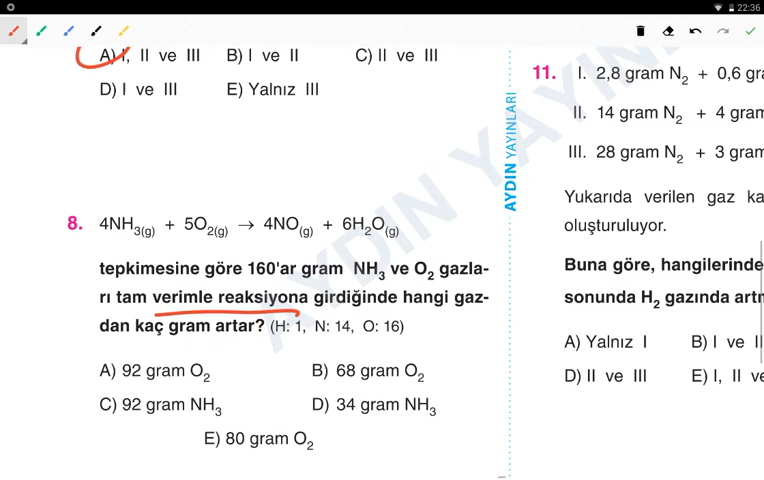 22:36
A) I, II ve III B) I ve II C) II ve III
D) I ve III E) Yalnız III
8. 4NH3(g) + 5O2(g) → 4NO(g) + 6H2O(g)
tepkimesine göre 160'ar gram NH3 ve O2 gazla-
rı tam verimle reaksiyona girdiğinde hangi gaz-
dan kaç gram artar? (H: 1, N: 14, O: 16)
A) 92 gram O2 B) 68 gram O2
C) 92 gram NH3 D) 34 gram NH3
E) 80 gram O2
AYDIN YAYINLARI
AYDIN YAYIN
11. I. 2,8 gram N2 + 0,6 gra
II. 14 gram N2 + 4 gram
III. 28 gram N2 + 3 gram
Yukarıda verilen gaz ka
oluşturuluyor.
Buna göre, hangilerinde
sonunda H2 gazında artm
A) Yalnız I B) I ve II
D) II ve III E) I, II ve